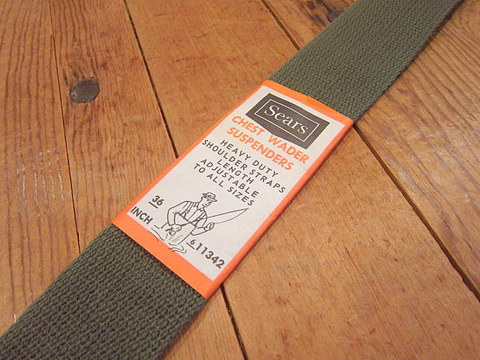 Sears
CHEST WADER
SUSPENDERS
HEAVY DUTY
SHOULDER STRAPS
LENGTH
ADJUSTABLE
TO ALL SIZES
36
INCH
6 11342